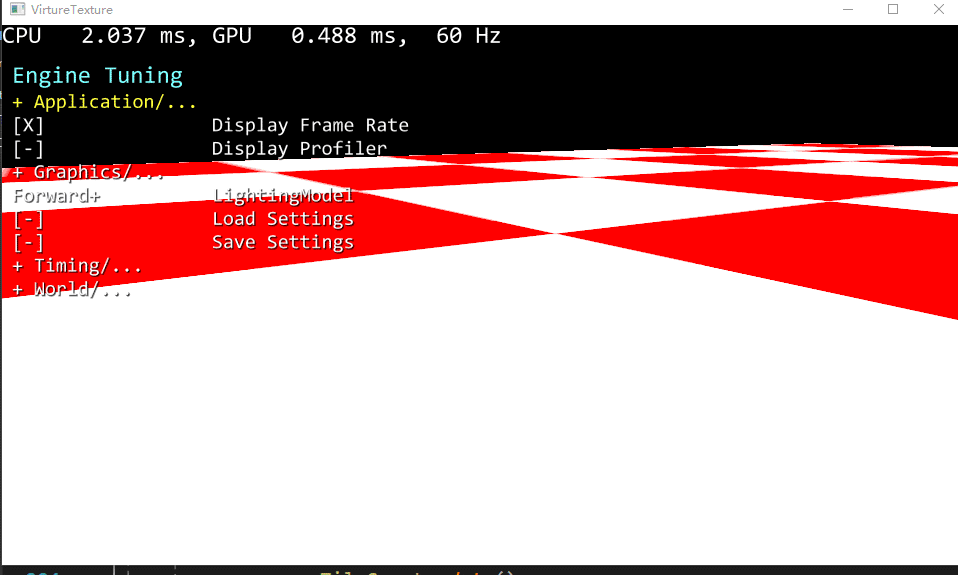 VirtureTexture
CPU 2.037 ms, GPU 0.488 ms, 60 Hz
Engine Tuning
+ Application/...
[X] Display Frame Rate
[-] Display Profiler
+ Graphics/...
Forward+ LightingModel
[-] Load Settings
[-] Save Settings
+ Timing/...
+ World/...